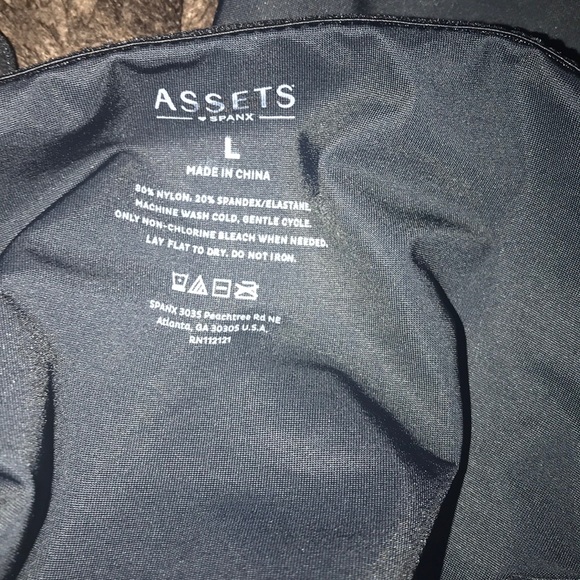 ASSETS
SPANX
L
MADE IN CHINA
80% NYLON: 20% SPANDEX/ELASTANE.
MACHINE WASH COLD, GENTLE CYCLE.
ONLY NON-CHLORINE BLEACH WHEN NEEDED.
LAY FLAT TO DRY. DO NOT IRON.
SPANX 3035 Peachtree Rd NE
Atlanta, GA 30305 U.S.A.
RN112121